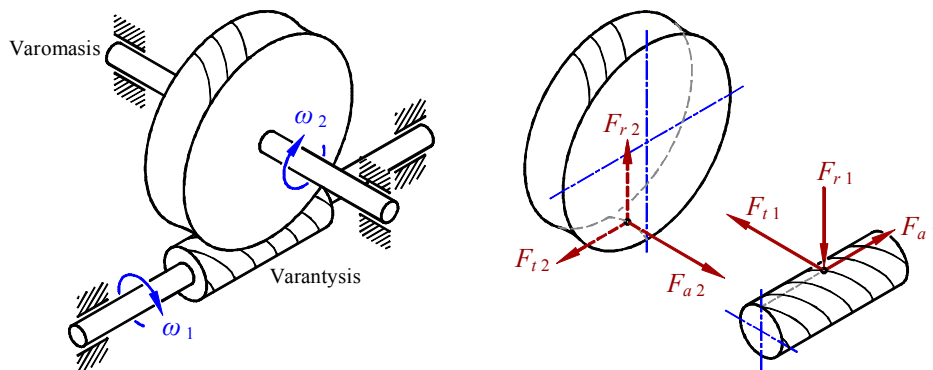 Varomasis
ω 2
F r 2
F r 1
F t 1
F a
F t 2
F a 2
Varantysis
ω 1